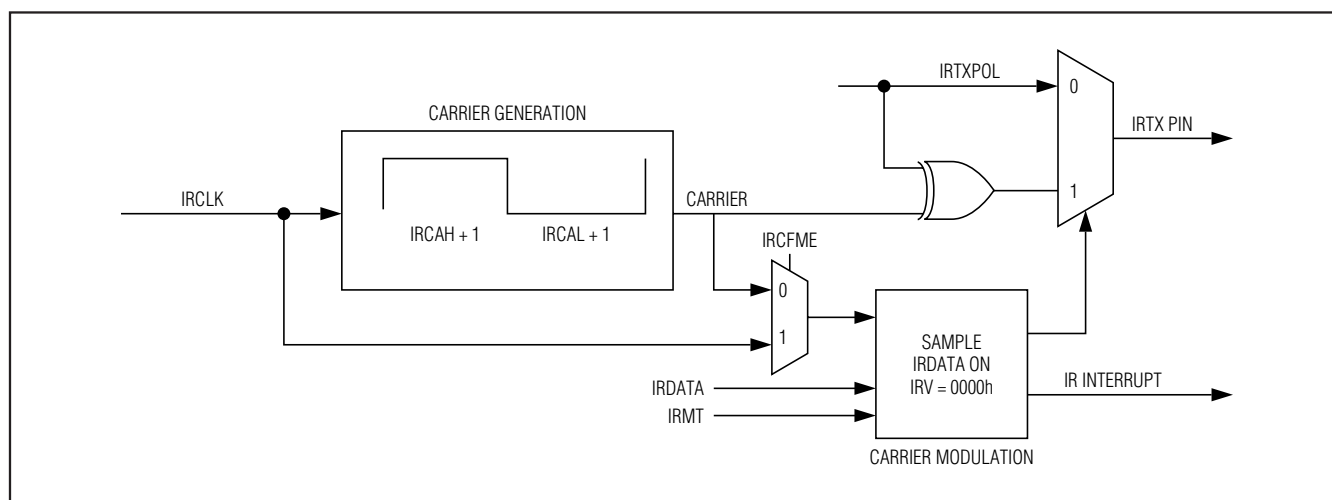 IRTXPOL
0
1
IRTX PIN
CARRIER GENERATION
IRCLK
IRCAH + 1
IRCAL + 1
CARRIER
IRCFME
0
1
SAMPLE
IRDATA ON
IRV = 0000h
IRDATA
IRMT
IR INTERRUPT
CARRIER MODULATION